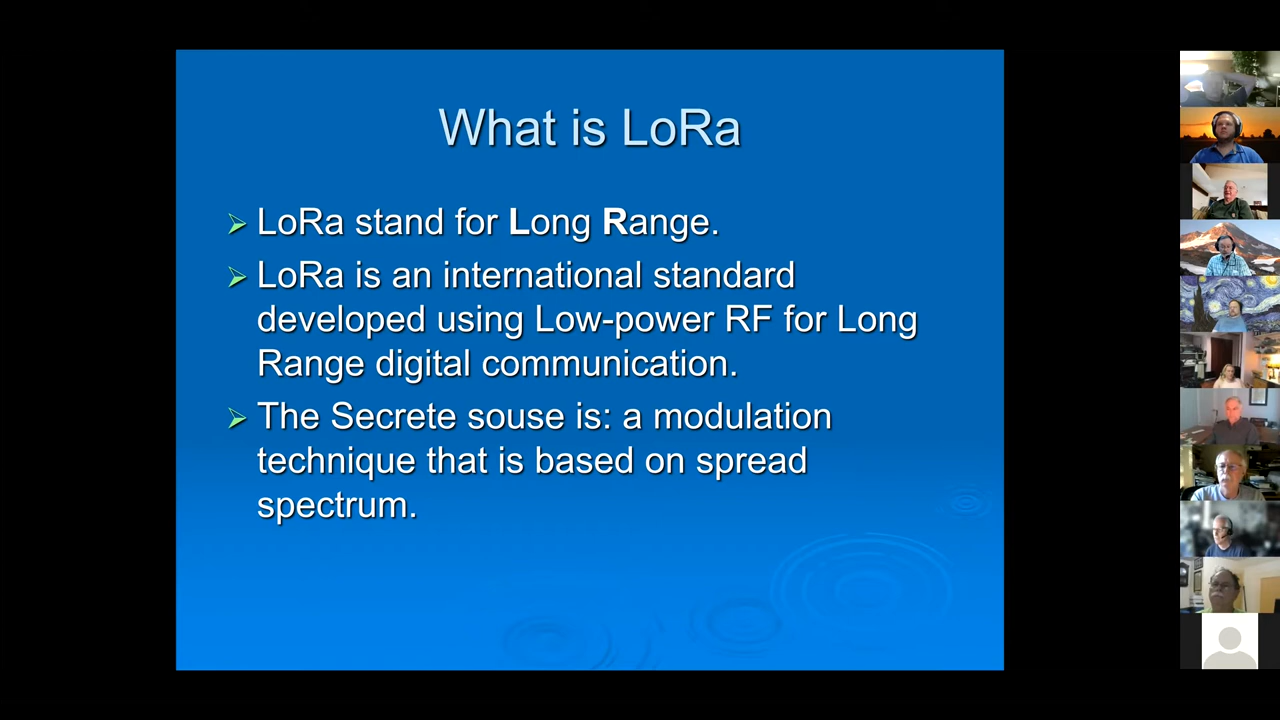 What is LoRa
LoRa stand for Long Range.
LoRa is an international standard
developed using Low-power RF for Long
Range digital communication.
The Secrete souse is: a modulation
technique that is based on spread
spectrum.